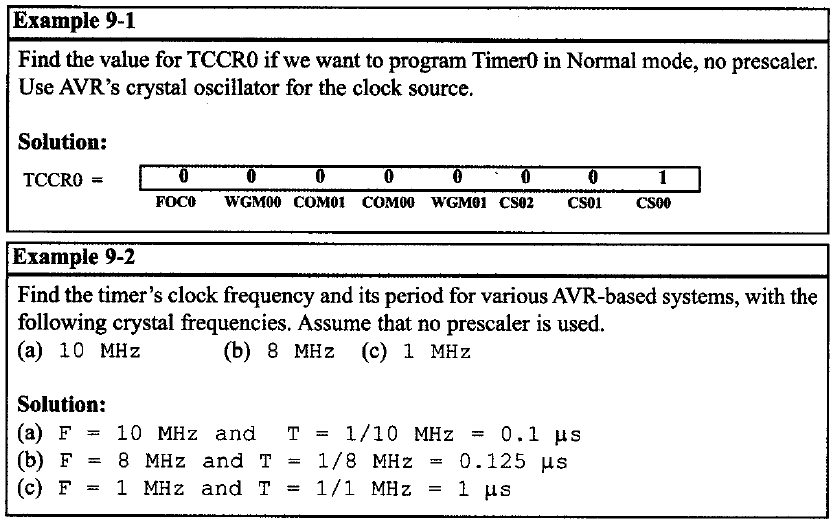 Example 9-1
Find the value for TCCR0 if we want to program Timer0 in Normal mode, no prescaler.
Use AVR's crystal oscillator for the clock source.
Solution:
TCCR0 = 0 0 0 0 0 0 0 1
FOC0 WGM00 COM01 COM00 WGM01 CS02 CS01 CS00
Example 9-2
Find the timer's clock frequency and its period for various AVR-based systems, with the
following crystal frequencies. Assume that no prescaler is used.
(a) 10 MHz (b) 8 MHz (c) 1 MHz
Solution:
(a) F = 10 MHz and T = 1/10 MHz = 0.1 μs
(b) F = 8 MHz and T = 1/8 MHz = 0.125 μs
(c) F = 1 MHz and T = 1/1 MHz = 1 μs